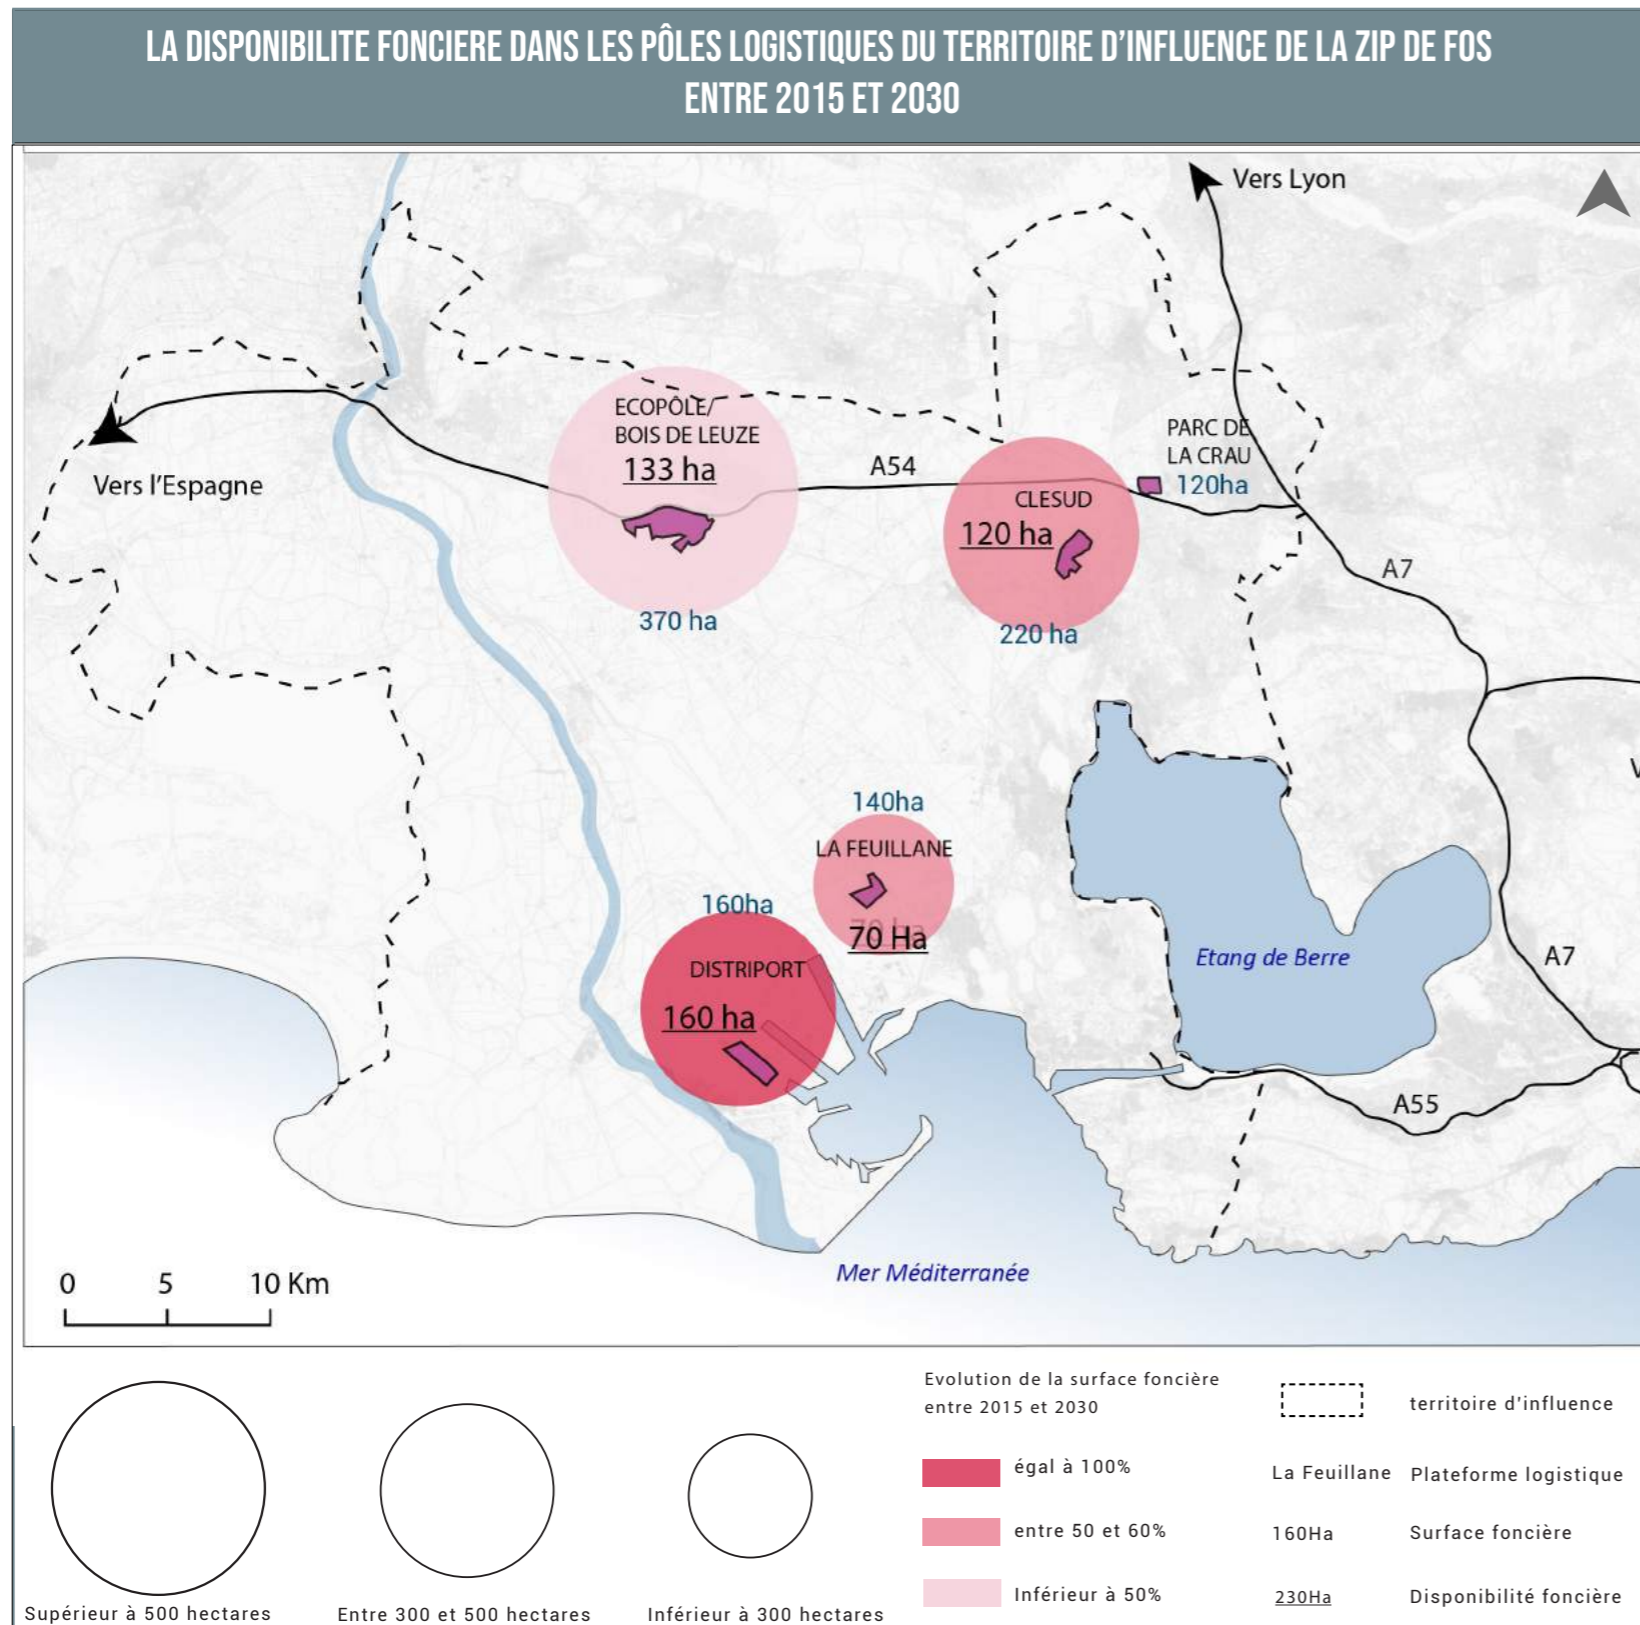 LA DISPONIBILITE FONCIERE DANS LES PÔLES LOGISTIQUES DU TERRITOIRE D'INFLUENCE DE LA ZIP DE FOS
ENTRE 2015 ET 2030
Vers Lyon
ECOPÔLE/
BOIS DE LEUZE
133 ha
370 ha
Vers l'Espagne
A54
PARC DE
LA CRAU
120ha
CLESUD
120 ha
220 ha
A7
140ha
LA FEUILLANE
70 Ha
160ha
DISTRIPORT
160 ha
Etang de Berre
A7
A55
Mer Méditerranée
0 5 10 Km
Supérieur à 500 hectares
Entre 300 et 500 hectares
Inférieur à 300 hectares
Evolution de la surface foncière
entre 2015 et 2030
égal à 100%
entre 50 et 60%
Inférieur à 50%
territoire d'influence
La Feuillane Plateforme logistique
160Ha Surface foncière
230Ha Disponibilité foncière